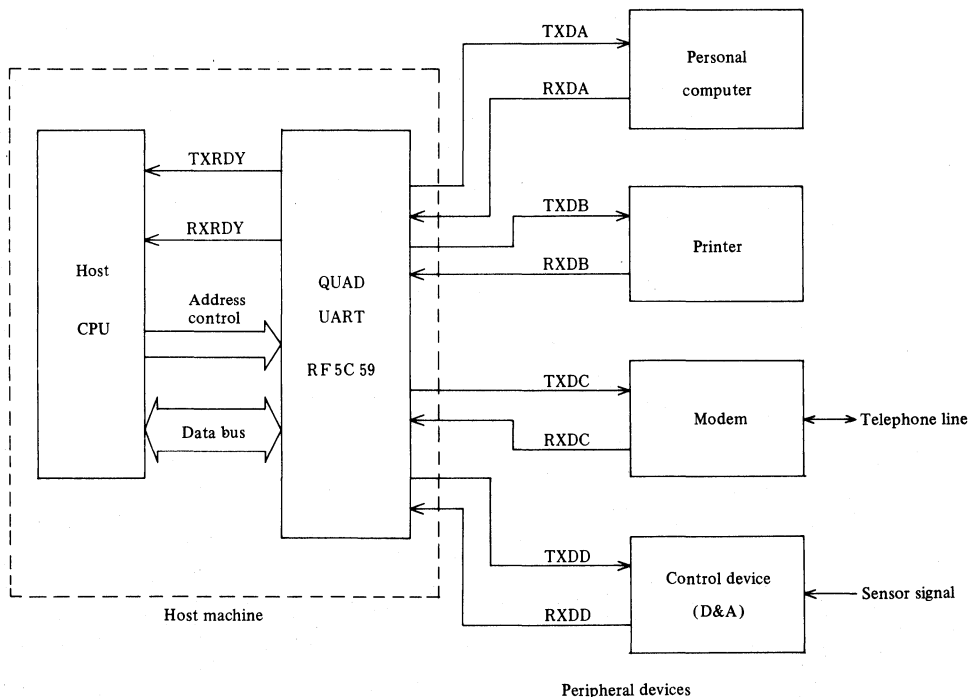 TXDA
Personal
computer
RXDA
TXRDY
TXDB
RXRDY
Printer
Host
QUAD
RXDB
Address
control
UART
CPU
RF5C59
TXDC
Modem
Telephone line
Data bus
RXDC
TXDD
Control device
(D&A)
Sensor signal
Host machine
RXDD
Peripheral devices